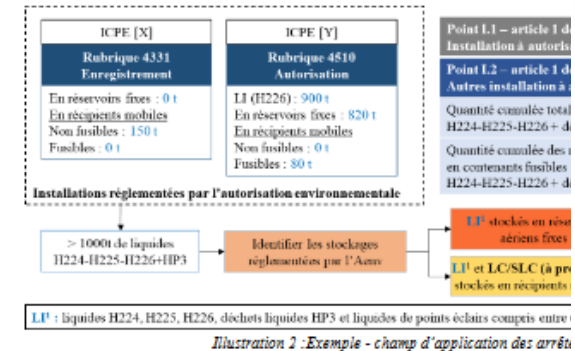 ICPE [X]
Rubrique 4331
Enregistrement
En réservoirs fixes : 0 t
En récipients mobiles
Non fusibles : 150 t
Fusibles : 0 t
ICPE [Y]
Rubrique 4510
Autorisation
LI (H226) : 900 t
En réservoirs fixes : 820 t
En récipients mobiles
Fusibles : 80 t
Installations réglementées par l'autorisation environnementale
Point I.1 – article 1 de
Installation à autoris
Point I.2 – article 1 de
Autres installation à a
Quantité cumulée total
H224-H225-H226 + d
Quantité cumulée des
en contenants fusibles
H224-H225-H226 + d
> 1000t de liquides
H224-H225-H226+HP3
Identifier les stockages
réglementées par l'Aenv
LI¹ stockés en rése
aériens fixes
LI¹ et LC/SLC (à pr
stockés en récipients
LI¹ : liquides H224, H225, H226, déchets liquides HP3 et liquides de points éclairs compris entre
Illustration 2 :Exemple - champ d'application des arrêt